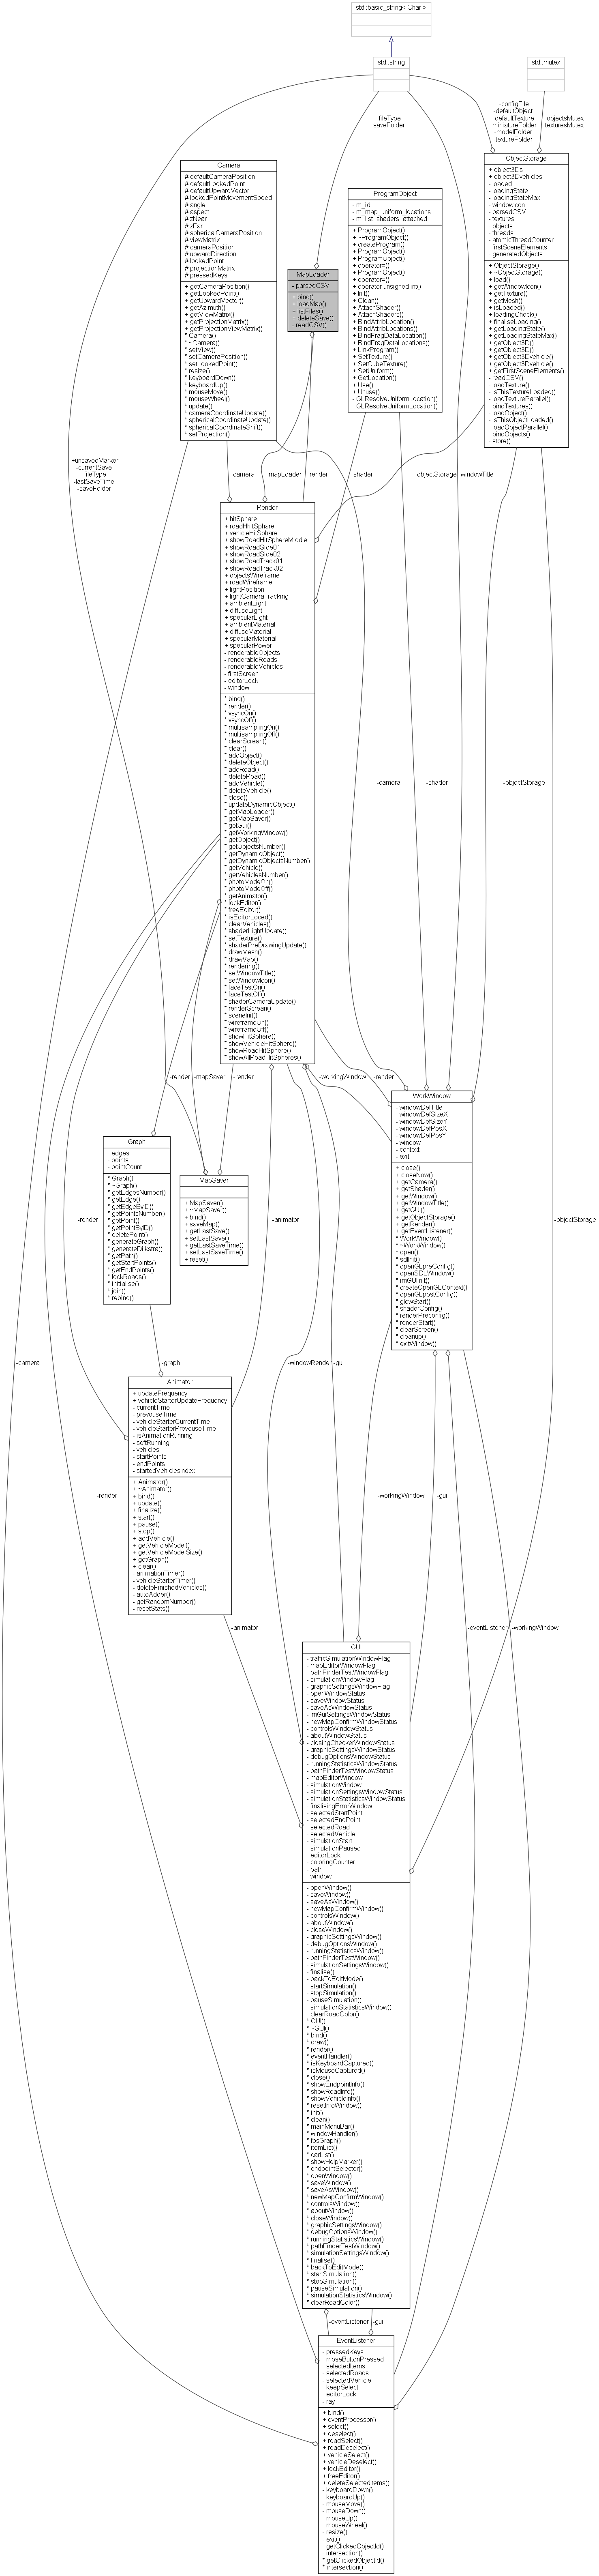 std::basic_string< Char >
std::string
std::mutex
-configFile
-defaultObject
-defaultTexture
-miniatureFolder
-modelFolder
-textureFolder
-objectsMutex
-texturesMutex
-fileType
-saveFolder
Camera
# defaultCameraPosition
# defaultLookedPoint
# defaultUpwardVector
# lookedPointMovementSpeed
# angle
# aspect
# zNear
# zFar
# sphericalCameraPosition
# viewMatrix
# cameraPosition
# upwardDirection
# lookedPoint
# projectionMatrix
# pressedKeys
+ getCameraPosition()
+ getLookedPoint()
+ getUpwardVector()
+ getAzimuth()
+ getViewMatrix()
+ getProjectionMatrix()
+ getProjectionViewMatrix()
* Camera()
* ~Camera()
* setView()
* setCameraPosition()
* setLookedPoint()
* resize()
* keyboardDown()
* keyboardUp()
* mouseMove()
* mouseWheel()
* update()
* cameraCoordinateUpdate()
* sphericalCoordinateUpdate()
* sphericalCoordinateShift()
* setProjection()
MapLoader
- parsedCSV
+ bind()
+ loadMap()
+ listFiles()
+ deleteSave()
- readCSV()
ProgramObject
- m_id
- m_map_uniform_locations
- m_list_shaders_attached
+ ProgramObject()
+ ~ProgramObject()
+ createProgram()
+ ProgramObject()
+ ProgramObject()
+ operator=()
+ ProgramObject()
+ operator=()
+ operator unsigned int()
+ Init()
+ Clean()
+ AttachShader()
+ AttachShaders()
+ BindAttribLocation()
+ BindAttribLocations()
+ BindFragDataLocation()
+ BindFragDataLocations()
+ LinkProgram()
+ SetTexture()
+ SetCubeTexture()
+ SetUniform()
+ GetLocation()
+ Use()
+ Unuse()
- GLResolveUniformLocation()
- GLResolveUniformLocation()
ObjectStorage
+ object3Ds
+ object3Dvehicles
- loaded
- loadingState
- loadingStateMax
- windowIcon
- parsedCSV
- textures
- objects
- threads
- atomicThreadCounter
- firstSceneElements
- generatedObjects
+ ObjectStorage()
+ ~ObjectStorage()
+ load()
+ getWindowIcon()
+ getTexture()
+ getMesh()
+ isLoaded()
+ loadingCheck()
+ finaliseLoading()
+ getLoadingState()
+ getLoadingStateMax()
+ getObject3D()
+ getObject3D()
+ getObject3Dvehicle()
+ getObject3Dvehicle()
+ getFirstSceneElements()
- readCSV()
- loadTexture()
- isThisTextureLoaded()
- loadTextureParallel()
- bindTextures()
- loadObject()
- isThisObjectLoaded()
- loadObjectParallel()
- bindObjects()
- store()
+unsavedMarker
-currentSave
-fileType
-lastSaveTime
-saveFolder
-camera
-mapLoader
-render
-shader
-objectStorage
-windowTitle
Render
+ hitSphare
+ roadHhitSphare
+ vehicleHitSphare
+ showRoadHitSphereMiddle
+ showRoadSide01
+ showRoadSide02
+ showRoadTrack01
+ showRoadTrack02
+ objectsWireframe
+ roadWireframe
+ lightPosition
+ lightCameraTracking
+ ambientLight
+ diffuseLight
+ specularLight
+ ambientMaterial
+ diffuseMaterial
+ specularMaterial
+ specularPower
- renderableObjects
- renderableRoads
- renderableVehicles
- firstScreen
- editorLock
- window
* bind()
* render()
* vsyncOn()
* vsyncOff()
* multisamplingOn()
* multisamplingOff()
* clearScrean()
* clear()
* addObject()
* deleteObject()
* addRoad()
* deleteRoad()
* addVehicle()
* deleteVehicle()
* close()
* updateDynamicObject()
* getMapLoader()
* getMapSaver()
* getGui()
* getWorkingWindow()
* getObject()
* getObjectsNumber()
* getDynamicObject()
* getDynamicObjectsNumber()
* getVehicle()
* getVehiclesNumber()
* photoModeOn()
* photoModeOff()
* getAnimator()
* lockEditor()
* freeEditor()
* isEditorLoced()
* clearVehicles()
* shaderLightUpdate()
* setTexture()
* shaderPreDrawingUpdate()
* drawMesh()
* drawVao()
* rendering()
* setWindowTitle()
* setWindowIcon()
* faceTestOn()
* faceTestOff()
* shaderCameraUpdate()
* renderScrean()
* sceneInit()
* wireframeOn()
* wireframeOff()
* showHitSphere()
* showVehicleHitSphere()
* showRoadHitSphere()
* showAllRoadHitSpheres()
-camera
-shader
-objectStorage
-render
-mapSaver
-render
-workingWindow
-render
WorkWindow
- windowDefTitle
- windowDefSizeX
- windowDefSizeY
- windowDefPosX
- windowDefPosY
- window
- context
- exit
+ close()
+ closeNow()
+ getCamera()
+ getShader()
+ getWindow()
+ getWindowTitle()
+ getGUI()
+ getObjectStorage()
+ getRender()
+ getEventListener()
* WorkWindow()
* ~WorkWindow()
* open()
* sdlInit()
* openGLpreConfig()
* openSDLWindow()
* imGUIinit()
* createOpenGLContext()
* openGLpostConfig()
* glewStart()
* shaderConfig()
* renderPreconfig()
* renderStart()
* clearScreen()
* cleanup()
* exitWindow()
Graph
- edges
- points
- pointCount
* Graph()
* ~Graph()
* getEdgesNumber()
* getEdge()
* getEdgeByID()
* getPointsNumber()
* getPoint()
* getPointByID()
* deletePoint()
* generateGraph()
* generateDijkstra()
* getPath()
* getStartPoints()
* getEndPoints()
* lockRoads()
* initialise()
* join()
* rebind()
MapSaver
+ MapSaver()
+ ~MapSaver()
+ bind()
+ saveMap()
+ getLastSave()
+ setLastSave()
+ getLastSaveTime()
+ setLastSaveTime()
+ reset()
-render
-animator
-objectStorage
-camera
-graph
-windowRender
-gui
Animator
+ updateFrequency
+ vehicleStarterUpdateFrequency
- currentTime
- prevouseTime
- vehicleStarterCurrentTime
- vehicleStarterPrevouseTime
- isAnimationRunning
- softRunning
- vehicles
- startPoints
- endPoints
- startedVehiclesIndex
+ Animator()
+ ~Animator()
+ bind()
+ update()
+ finalize()
+ start()
+ pause()
+ stop()
+ addVehicle()
+ getVehicleModel()
+ getVehicleModelSize()
+ getGraph()
+ clear()
- animationTimer()
- vehicleStarterTimer()
- deleteFinishedVehicles()
- autoAdder()
- getRandomNumber()
- resetStats()
-render
-workingWindow
-gui
-animator
-eventListener
-workingWindow
GUI
- trafficSimulationWindowFlag
- mapEditorWindowFlag
- pathFinderTestWindowFlag
- simulationWindowFlag
- graphicSettingsWindowFlag
- openWindowStatus
- saveWindowStatus
- saveAsWindowStatus
- ImGuiSettingsWindowStatus
- newMapConfirmWindowStatus
- controlsWindowStatus
- aboutWindowStatus
- closingCheckerWindowStatus
- graphicSettingsWindowStatus
- debugOptionsWindowStatus
- runningStatisticsWindowStatus
- pathFinderTestWindowStatus
- mapEditorWindow
- simulationWindow
- simulationSettingsWindowStatus
- simulationStatisticsWindowStatus
- finalisingErrorWindow
- selectedStartPoint
- selectedEndPoint
- selectedRoad
- selectedVehicle
- simulationStart
- simulationPaused
- editorLock
- coloringCounter
- path
- window
- openWindow()
- saveWindow()
- saveAsWindow()
- newMapConfirmWindow()
- controlsWindow()
- aboutWindow()
- closeWindow()
- graphicSettingsWindow()
- debugOptionsWindow()
- runningStatisticsWindow()
- pathFinderTestWindow()
- simulationSettingsWindow()
- finalise()
- backToEditMode()
- startSimulation()
- stopSimulation()
- pauseSimulation()
- simulationStatisticsWindow()
- clearRoadColor()
* GUI()
* ~GUI()
* bind()
* draw()
* render()
* eventHandler()
* isKeyboardCaptured()
* isMouseCaptured()
* close()
* showEndpointInfo()
* showRoadInfo()
* showVehicleInfo()
* resetInfoWindow()
* init()
* clean()
* mainMenuBar()
* windowHandler()
* fpsGraph()
* itemList()
* carList()
* showHelpMarker()
* endpointSelector()
* openWindow()
* saveWindow()
* saveAsWindow()
* newMapConfirmWindow()
* controlsWindow()
* aboutWindow()
* closeWindow()
* graphicSettingsWindow()
* debugOptionsWindow()
* runningStatisticsWindow()
* pathFinderTestWindow()
* simulationSettingsWindow()
* finalise()
* backToEditMode()
* startSimulation()
* stopSimulation()
* pauseSimulation()
* simulationStatisticsWindow()
* clearRoadColor()
-eventListener
-gui
EventListener
- pressedKeys
- moseButtonPressed
- selectedItems
- selectedRoads
- selectedVehicle
- keepSelect
- editorLock
- ray
+ bind()
+ eventProcessor()
+ select()
+ deselect()
+ roadSelect()
+ roadDeselect()
+ vehicleSelect()
+ vehicleDeselect()
+ lockEditor()
+ freeEditor()
+ deleteSelectedItems()
- keyboardDown()
- keyboardUp()
- mouseMove()
- mouseDown()
- mouseUp()
- mouseWheel()
- resize()
- exit()
- getClickedObjectId()
- intersection()
* getClickedObjectId()
* intersection()